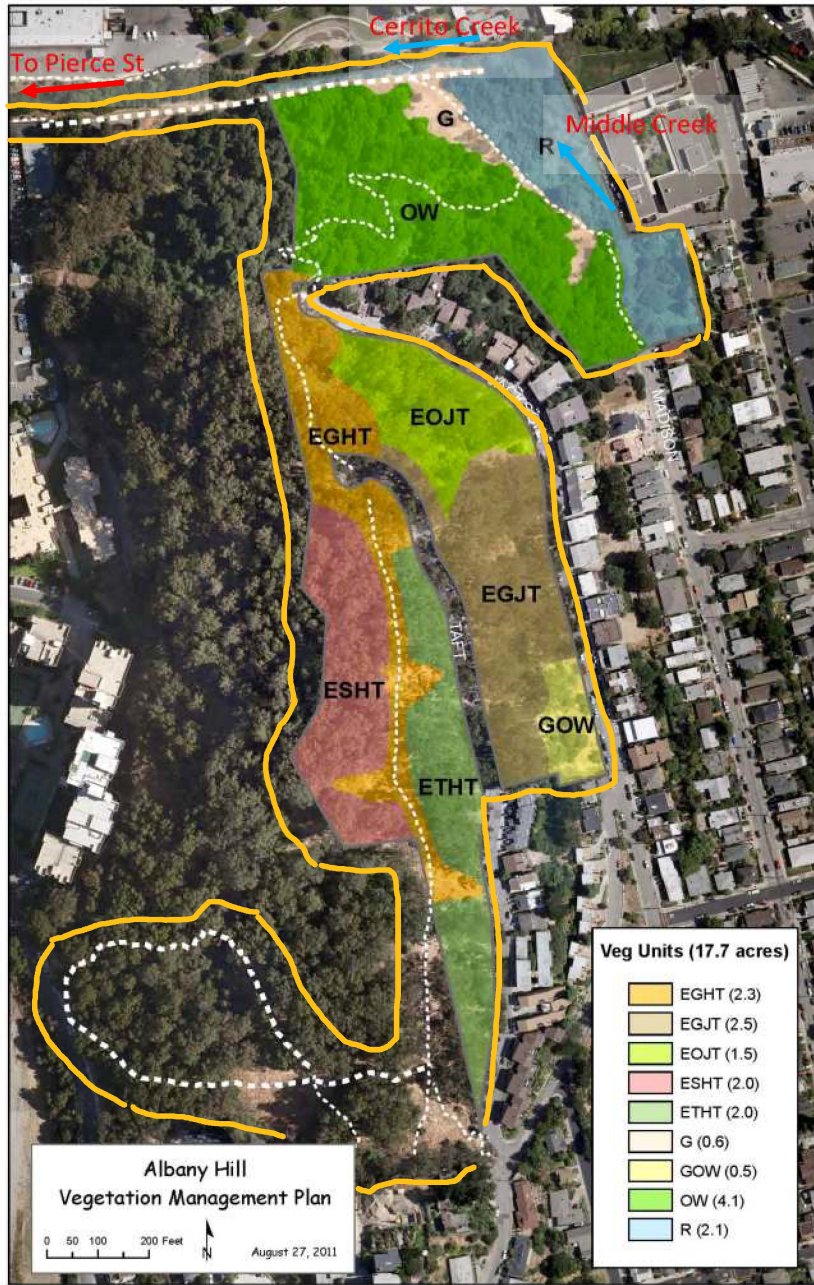 Cerrito Creek
To Pierce St
G
Middle Creek
R
OW
EOJT
EGHT
MADISON
EGJT
TAFT
ESHT
GOW
ETHT
Veg Units (17.7 acres)
EGHT (2.3)
EGJT (2.5)
EOJT (1.5)
ESHT (2.0)
ETHT (2.0)
G (0.6)
GOW (0.5)
OW (4.1)
R (2.1)
Albany Hill
Vegetation Management Plan
0 50 100 200 Feet
N
August 27, 2011